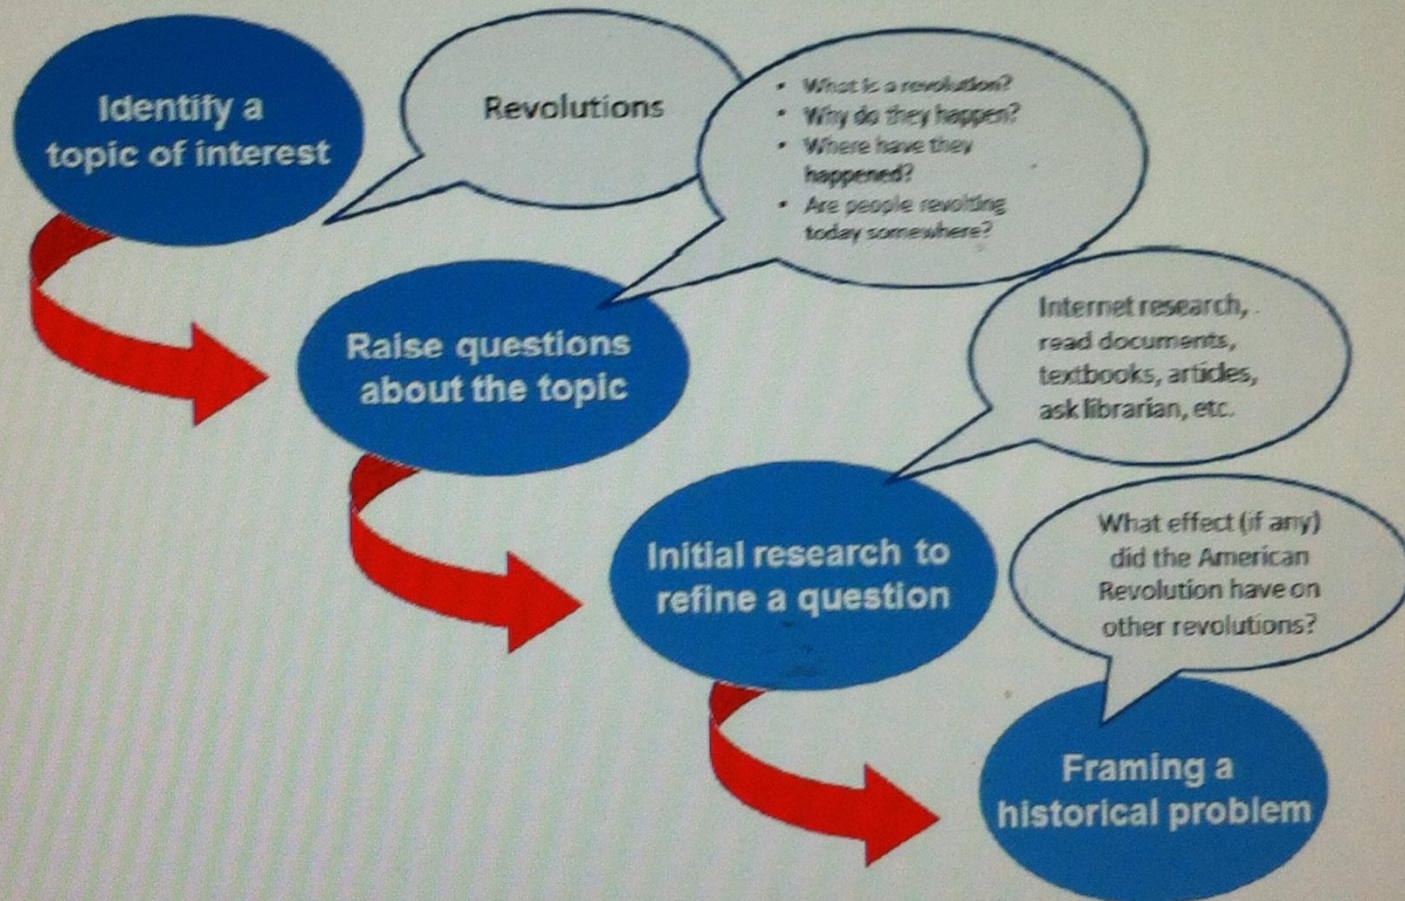 Identify a
topic of interest
Revolutions
• What is a revolution?
• Why do they happen?
• Where have they
happened?
• Are people revolting
today somewhere?
Raise questions
about the topic
Internet research,
read documents,
textbooks, articles,
ask librarian, etc.
Initial research to
refine a question
What effect (if any)
did the American
Revolution have on
other revolutions?
Framing a
historical problem